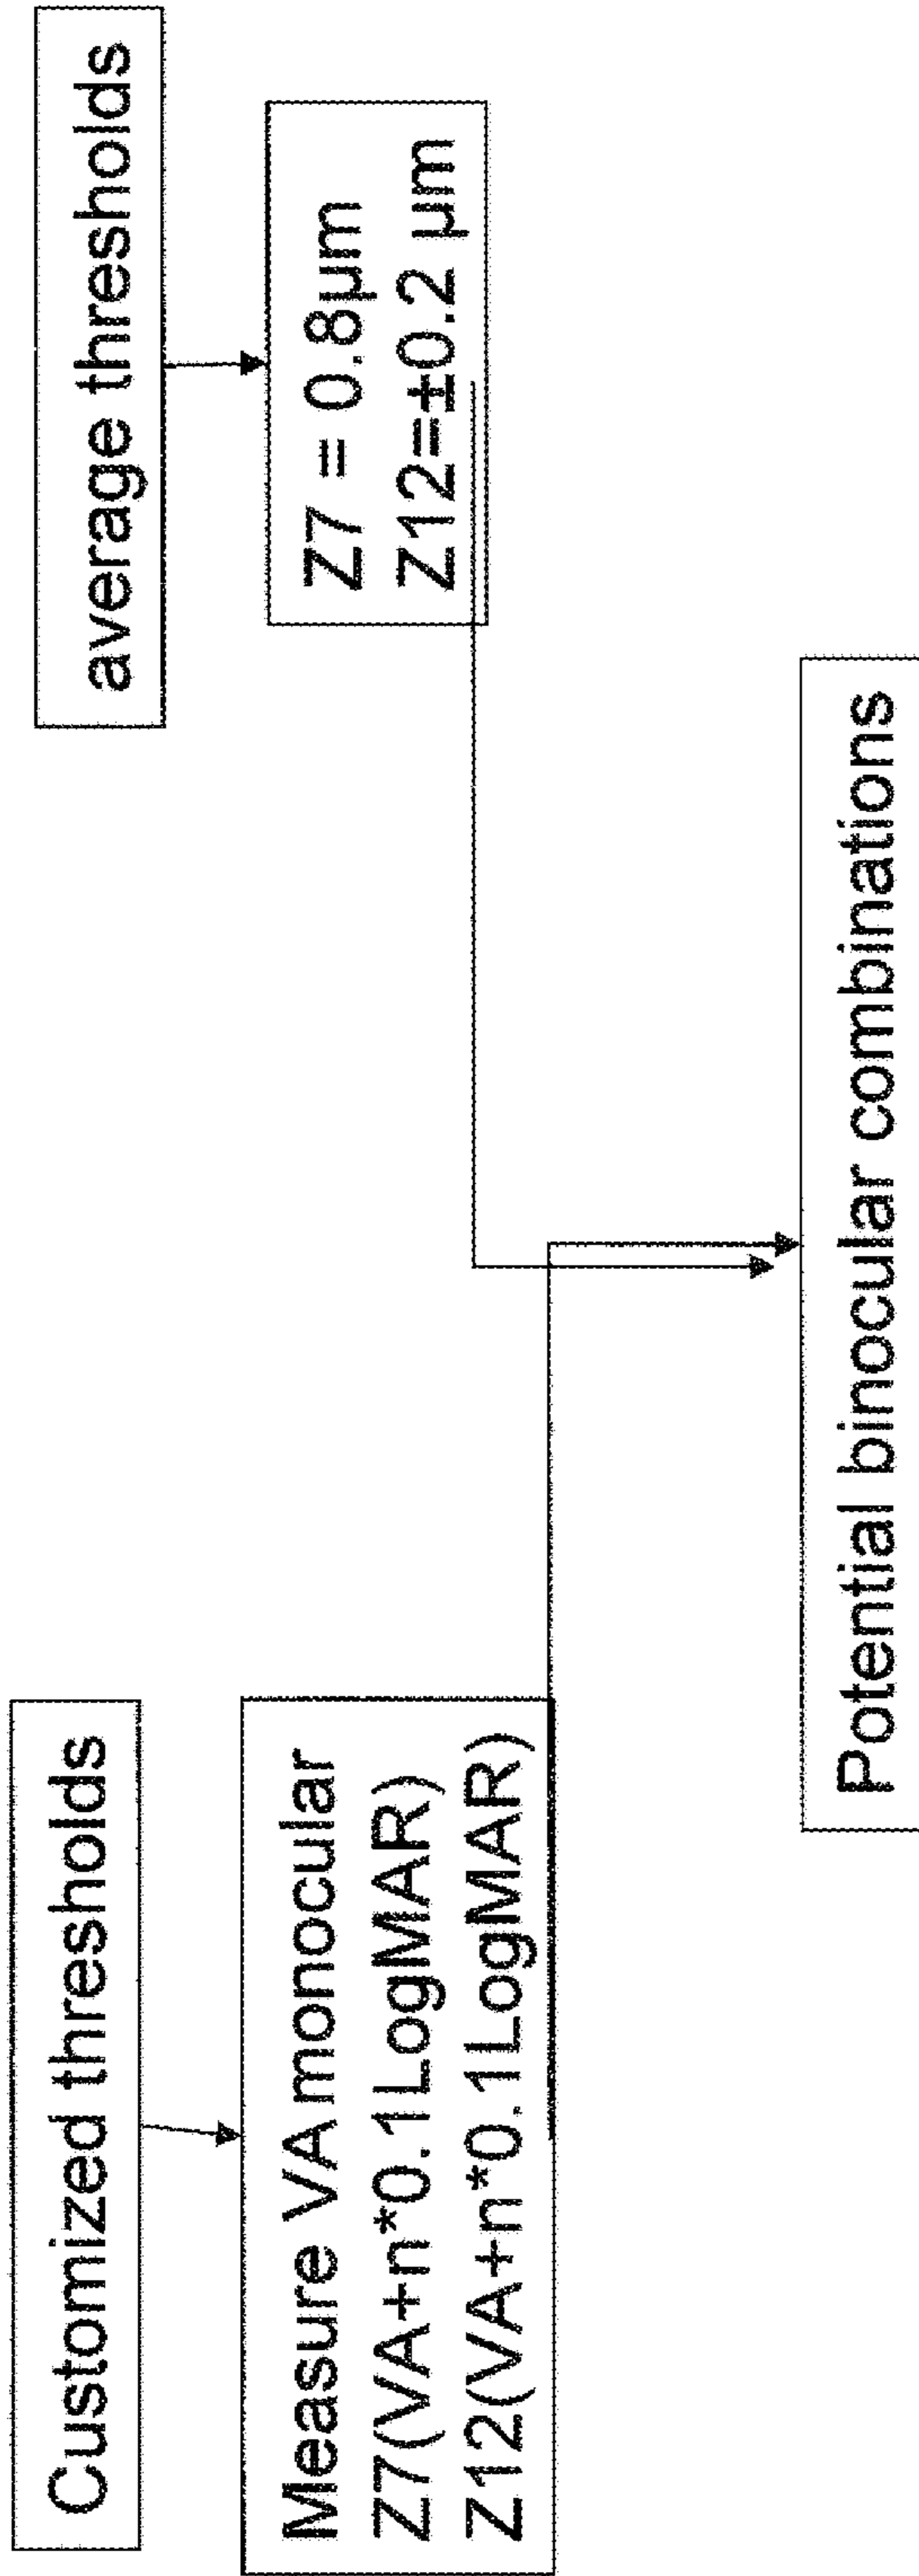 Customized thresholds
Measure VA monocular
Z7(VA+n*0.1LogMAR)
Z12(VA+n*0.1LogMAR)
average thresholds
Z7 = 0.8µm
Z12=±0.2 µm
Potential binocular combinations